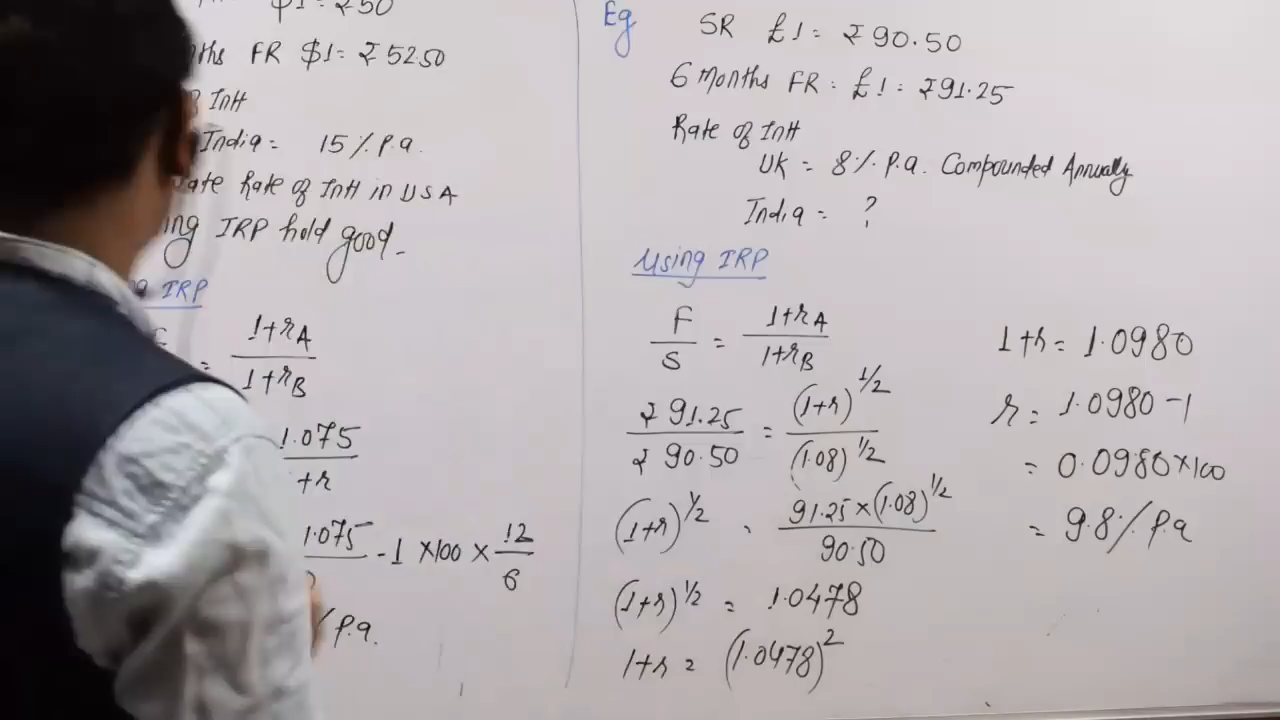 $1 = ₹50
ths FR $1 = ₹52.50
Int
India = 15% P.a.
ate Rate of Int in USA
ing IRP hold good.
IRP
= 1+rA / 1+rB
1.075 / +r
1.075 - 1 × 100 × 12/6
% P.a.
Eg
SR £1 = ₹90.50
6 Months FR : £1 : ₹91.25
Rate of Int
UK = 8% P.a. Compounded Annually
India = ?
Using IRP
F/S = 1+rA / 1+rB
₹91.25 / ₹90.50 = (1+r)^1/2 / (1.08)^1/2
(1+r)^1/2 = 91.25 × (1.08)^1/2 / 90.50
(1+r)^1/2 = 1.0478
1+r = (1.0478)^2
1+r = 1.0980
r = 1.0980 - 1
= 0.0980 × 100
= 9.8% P.a